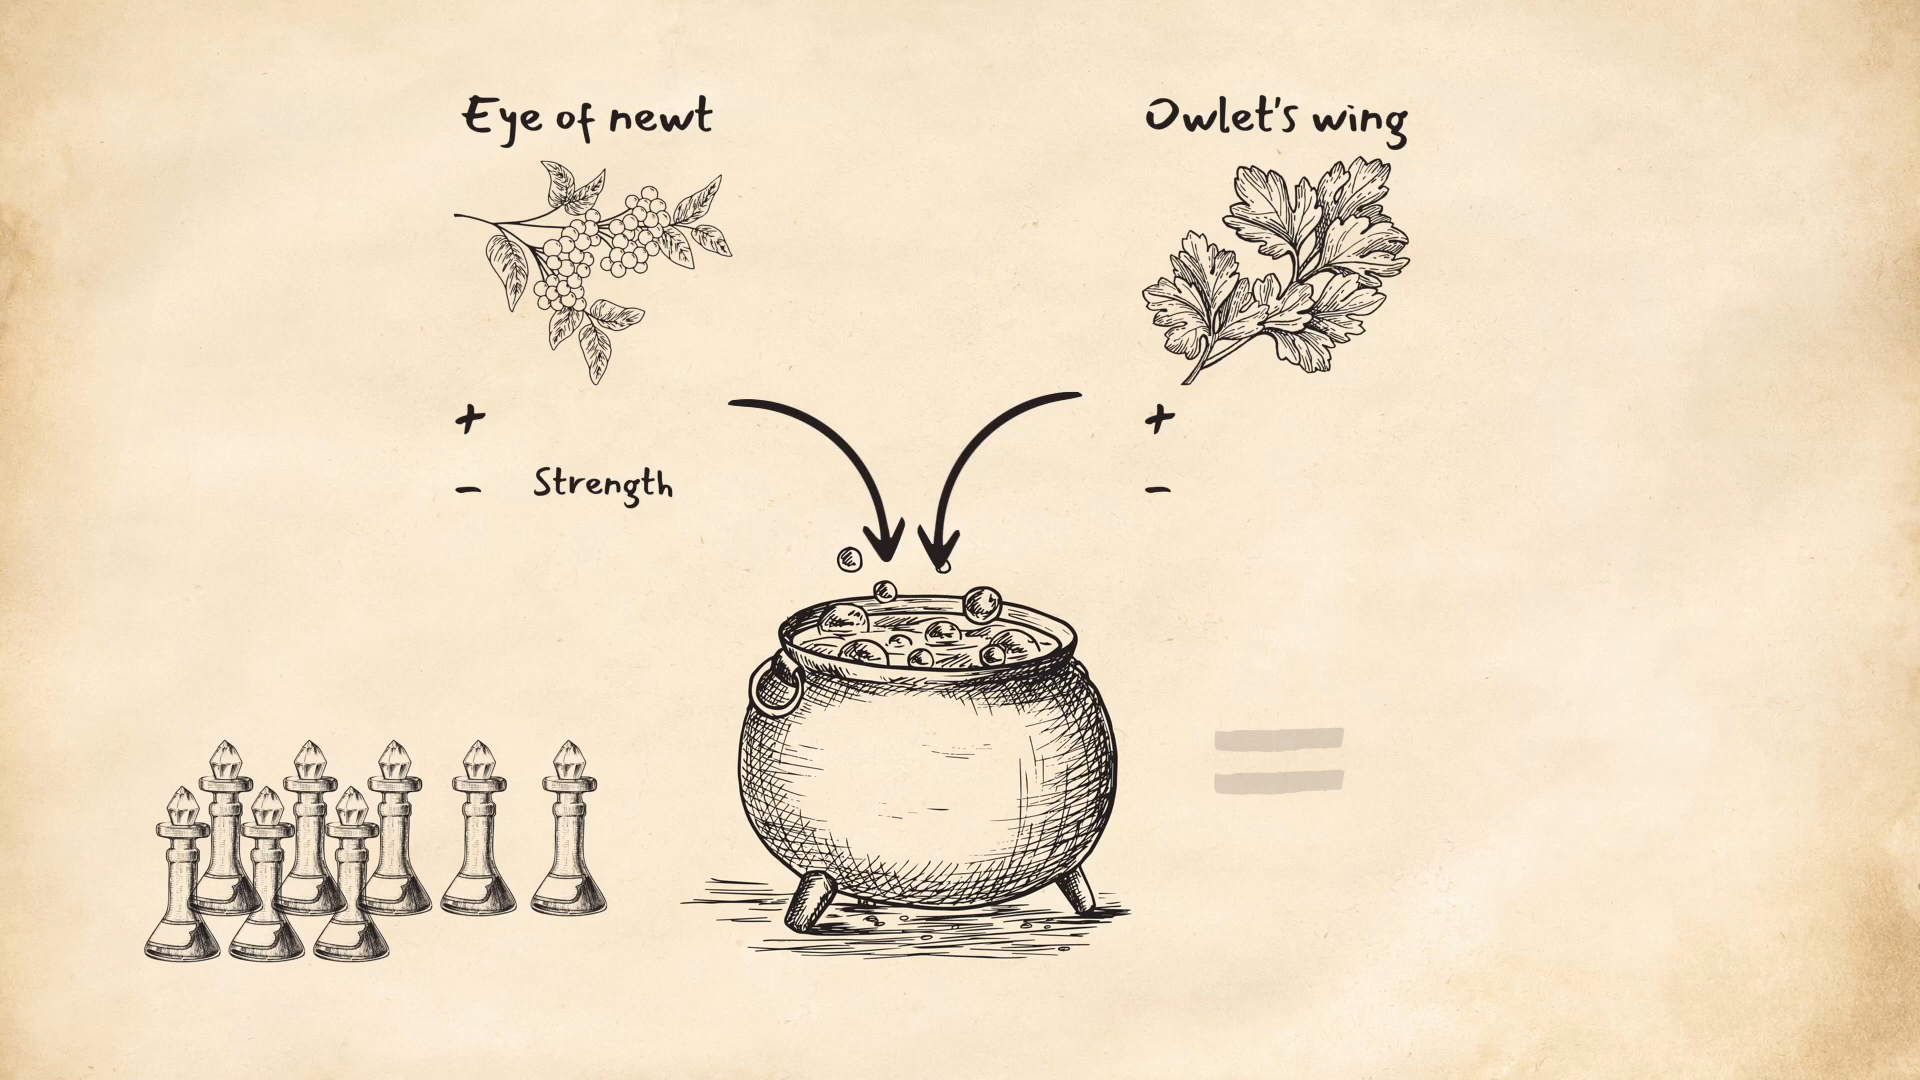 Eye of newt
Owlet's wing
+
- Strength
+
-
=